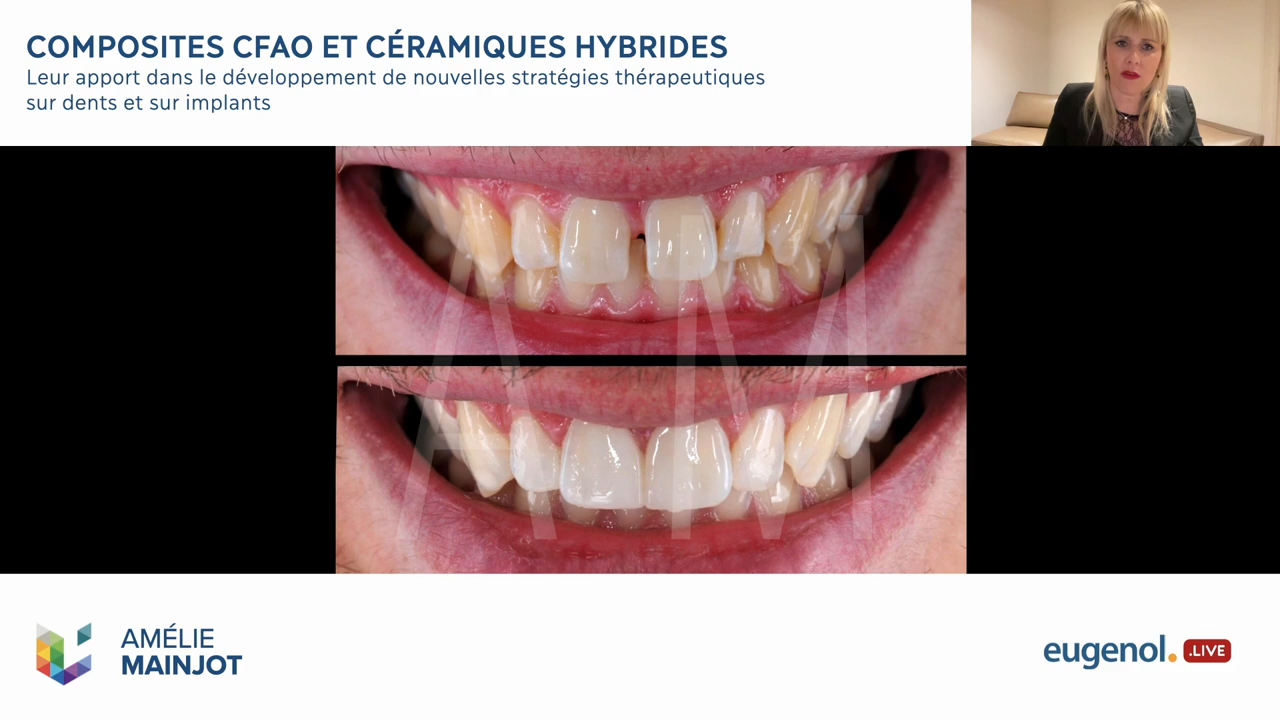 COMPOSITES CFAO ET CÉRAMIQUES HYBRIDES
Leur apport dans le développement de nouvelles stratégies thérapeutiques
sur dents et sur implants
AM
AMÉLIE
MAINJOT
eugenol.
.LIVE